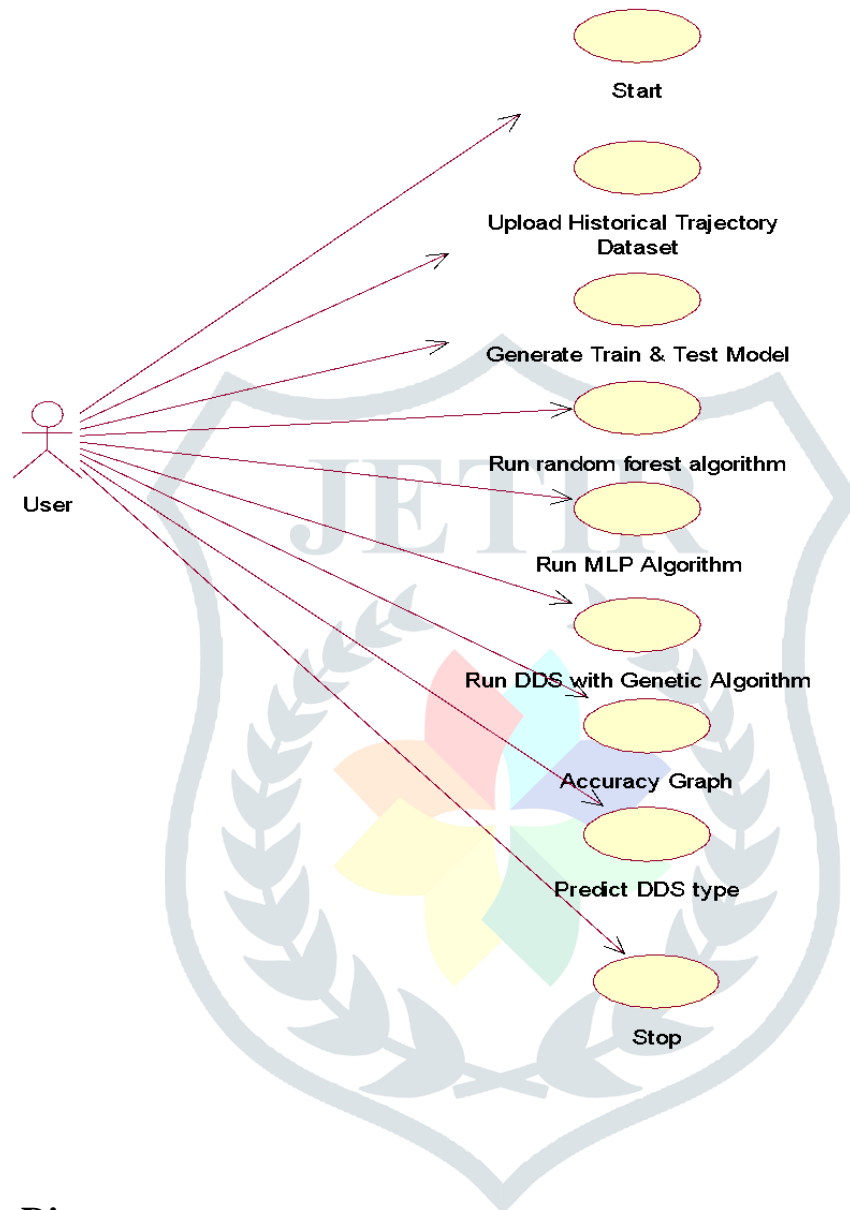 Start
Upload Historical Trajectory
Dataset
Generate Train & Test Model
Run random forest algorithm
User
JETIR
Run MLP Algorithm
Run DDS with Genetic Algorithm
Accuracy Graph
Predict DDS type
Stop